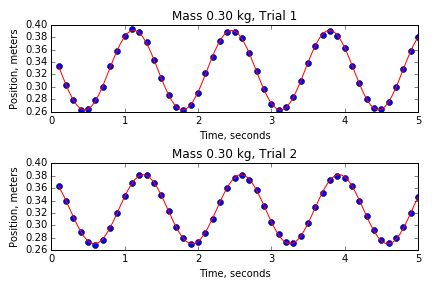 Mass 0.30 kg, Trial 1
0.40
0.38
0.36
0.34
0.32
0.30
0.28
0.26
Position, meters
0 1 2 3 4 5
Time, seconds
Mass 0.30 kg, Trial 2
0.40
0.38
0.36
0.34
0.32
0.30
0.28
0.26
Position, meters
0 1 2 3 4 5
Time, seconds